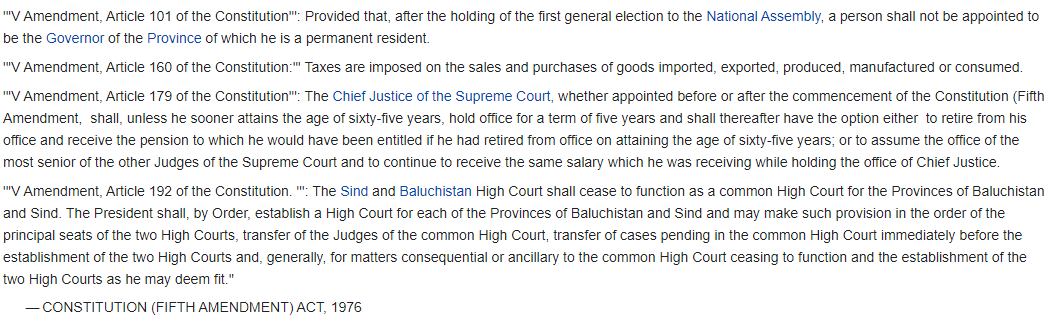 '"V Amendment, Article 101 of the Constitution"': Provided that, after the holding of the first general election to the National Assembly, a person shall not be appointed to
be the Governor of the Province of which he is a permanent resident.
'"V Amendment, Article 160 of the Constitution:'" Taxes are imposed on the sales and purchases of goods imported, exported, produced, manufactured or consumed.
'"V Amendment, Article 179 of the Constitution"': The Chief Justice of the Supreme Court, whether appointed before or after the commencement of the Constitution (Fifth
Amendment,  shall, unless he sooner attains the age of sixty-five years, hold office for a term of five years and shall thereafter have the option either  to retire from his
office and receive the pension to which he would have been entitled if he had retired from office on attaining the age of sixty-five years; or to assume the office of the
most senior of the other Judges of the Supreme Court and to continue to receive the same salary which he was receiving while holding the office of Chief Justice.
'"V Amendment, Article 192 of the Constitution. '": The Sind and Baluchistan High Court shall cease to function as a common High Court for the Provinces of Baluchistan
and Sind. The President shall, by Order, establish a High Court for each of the Provinces of Baluchistan and Sind and may make such provision in the order of the
principal seats of the two High Courts, transfer of the Judges of the common High Court, transfer of cases pending in the common High Court immediately before the
establishment of the two High Courts and, generally, for matters consequential or ancillary to the common High Court ceasing to function and the establishment of the
two High Courts as he may deem fit."
— CONSTITUTION (FIFTH AMENDMENT) ACT, 1976